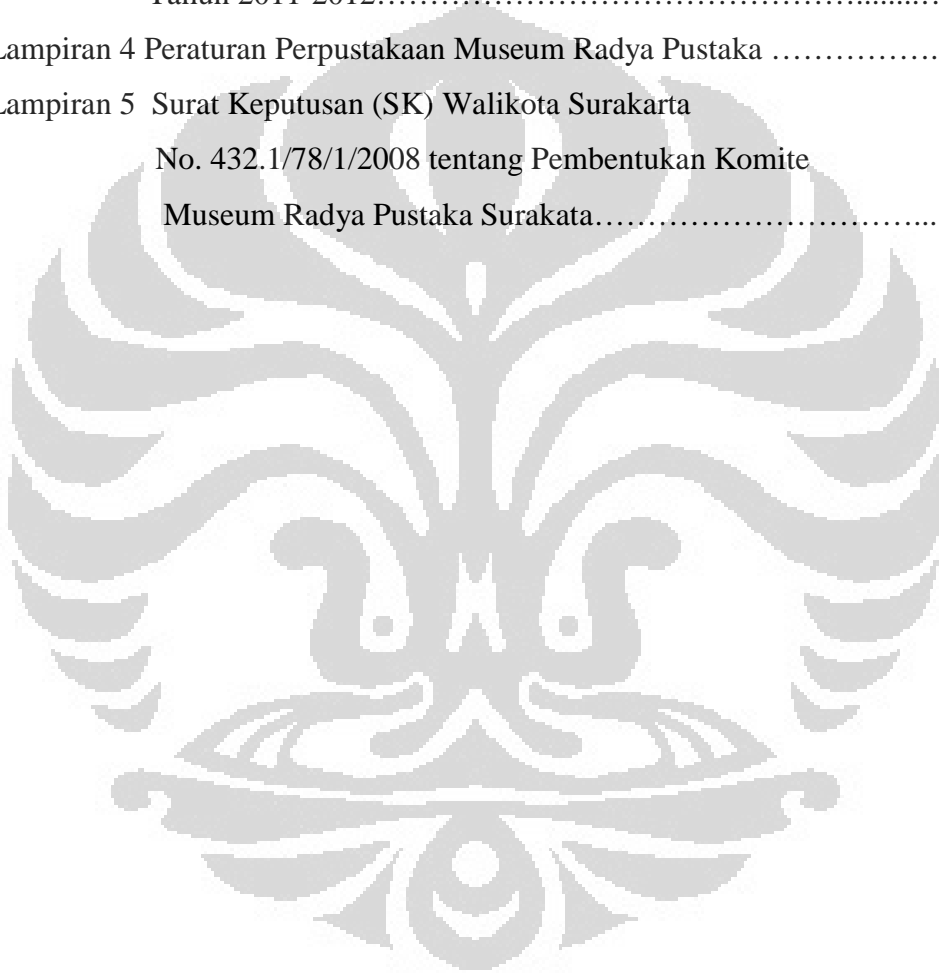 Tahun 2011-2012……………………………………………........…
Lampiran 4 Peraturan Perpustakaan Museum Radya Pustaka …………….
Lampiran 5 Surat Keputusan (SK) Walikota Surakarta
No. 432.1/78/1/2008 tentang Pembentukan Komite
Museum Radya Pustaka Surakata……………………………...